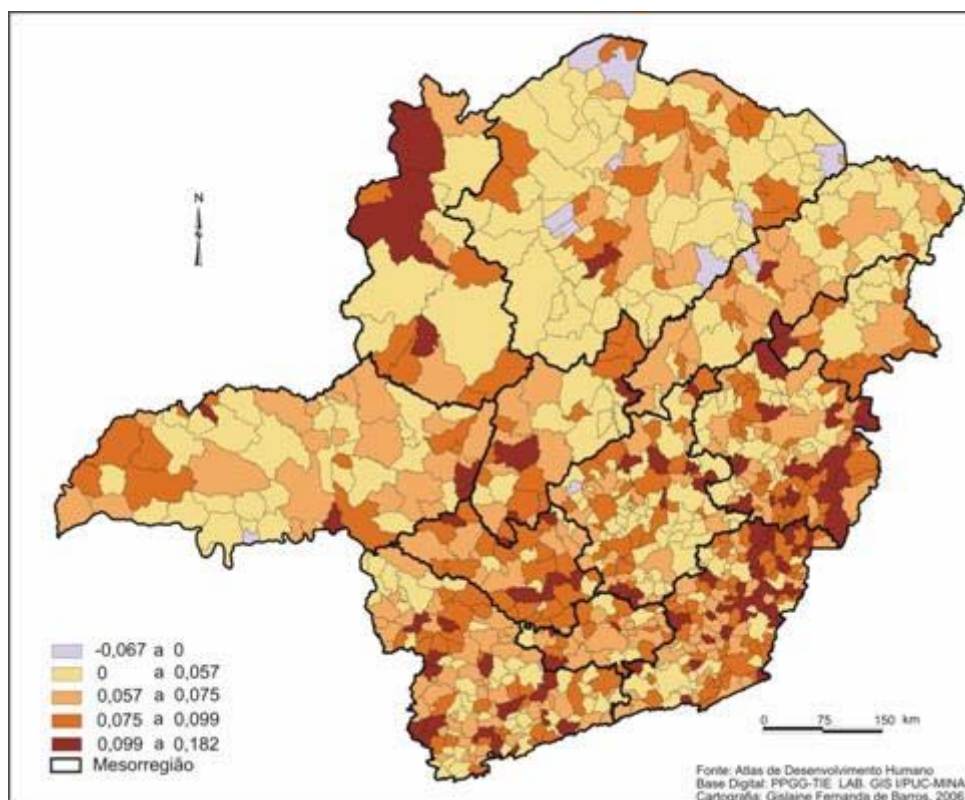 N
-0,067 a 0
0 a 0,057
0,057 a 0,075
0,075 a 0,099
0,099 a 0,182
Mesorregião
0 75 150 km
Fonte: Atlas de Desenvolvimento Humano
Base Digital: PPGG-TIE LAB. GIS I/PUC-MINA
Cartografia: Gislaine Fernanda de Barros, 2006